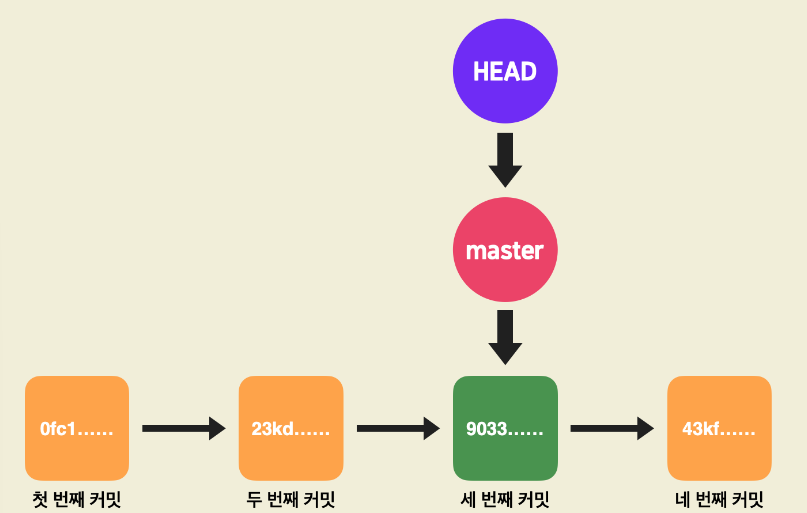 HEAD
master
0fc1......
23kd......
9033......
43kf......
첫 번째 커밋
두 번째 커밋
세 번째 커밋
네 번째 커밋